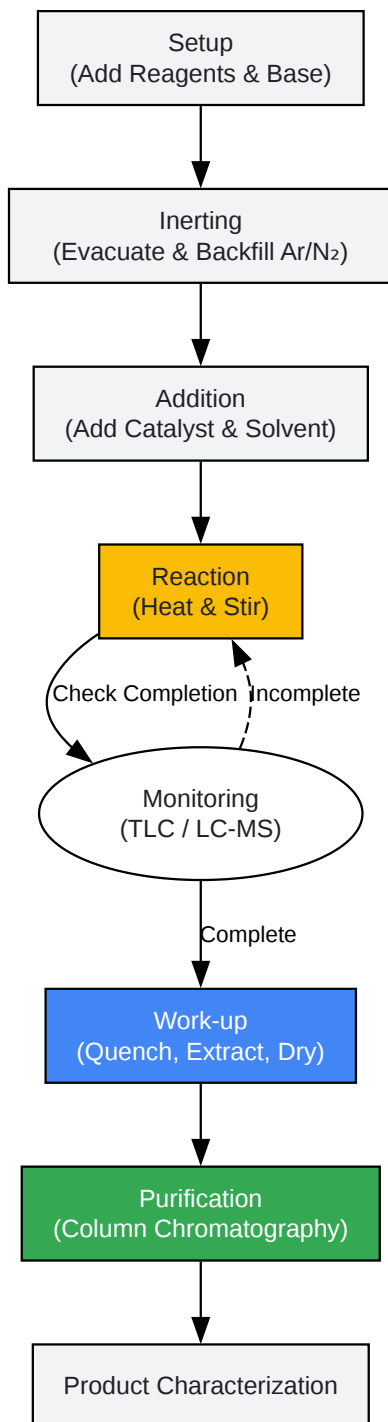 Setup
(Add Reagents & Base)
Inerting
(Evacuate & Backfill Ar/N₂)
Addition
(Add Catalyst & Solvent)
Reaction
(Heat & Stir)
Check Completion
Incomplete
Monitoring
(TLC / LC-MS)
Complete
Work-up
(Quench, Extract, Dry)
Purification
(Column Chromatography)
Product Characterization